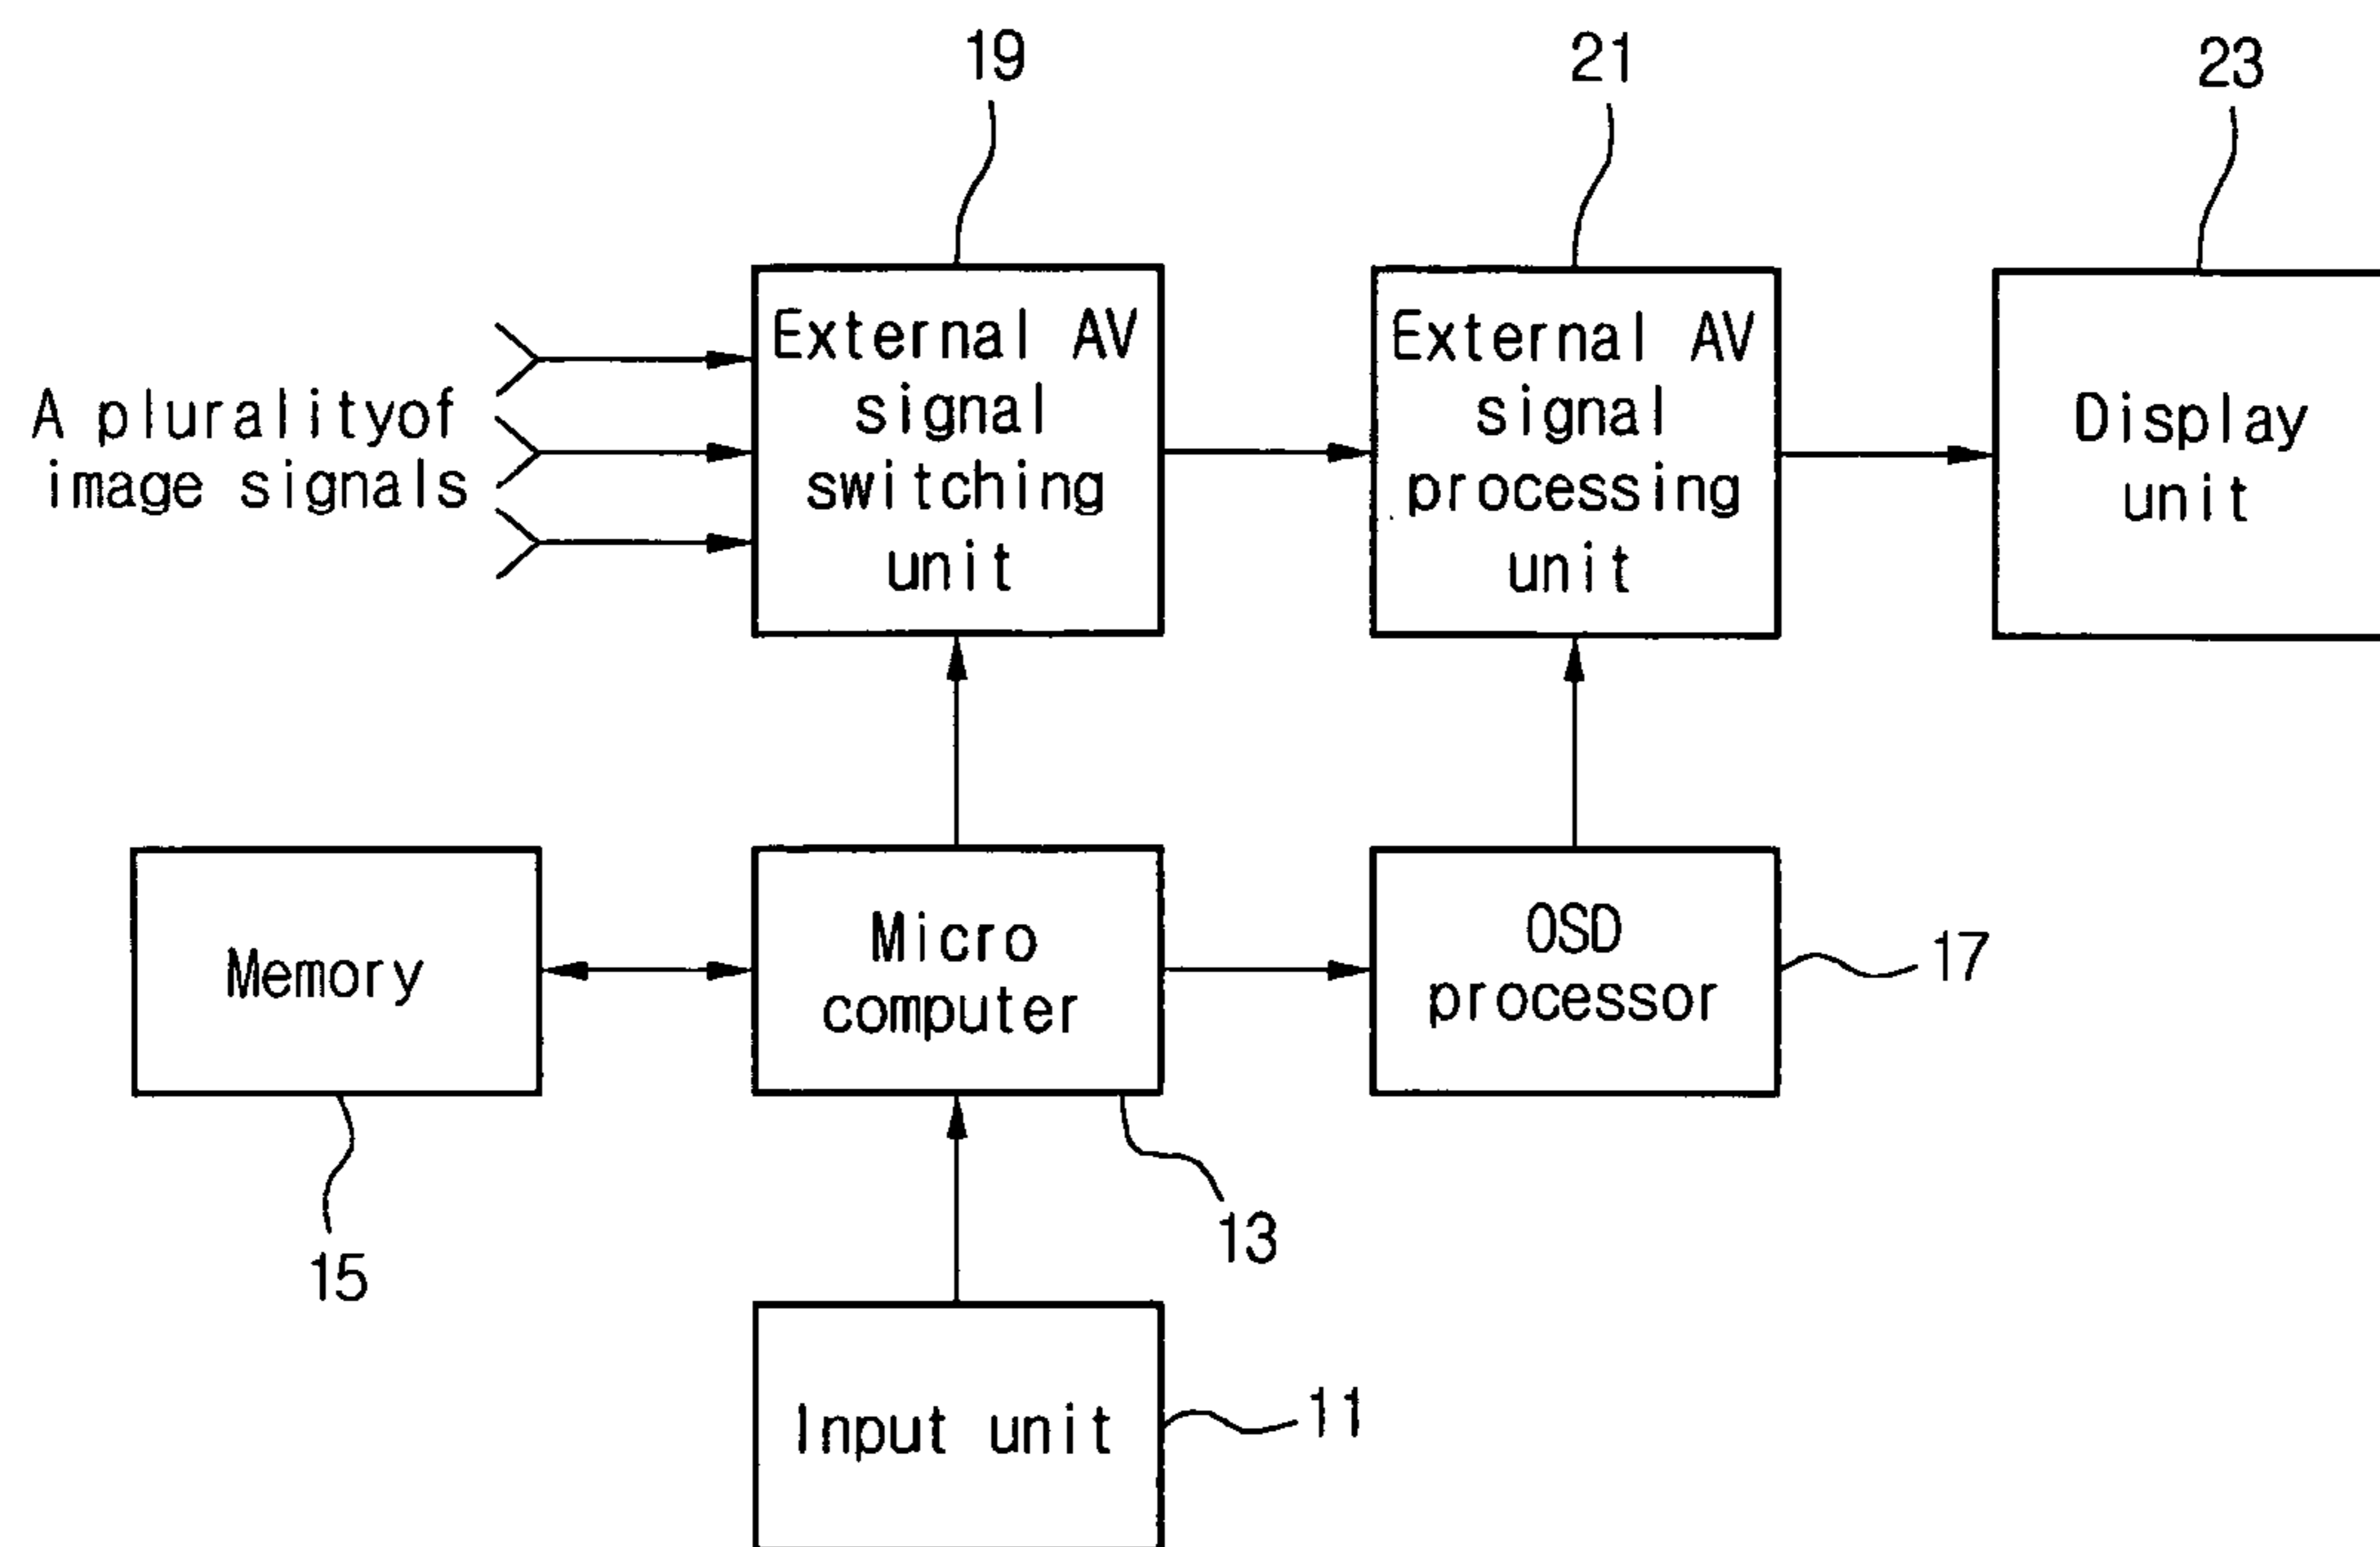 19
21
23
External AV
signal
switching
unit
External AV
signal
processing
unit
Display
unit
A pluralityof
image signals
Memory
Micro
computer
OSD
processor
17
15
13
Input unit
11